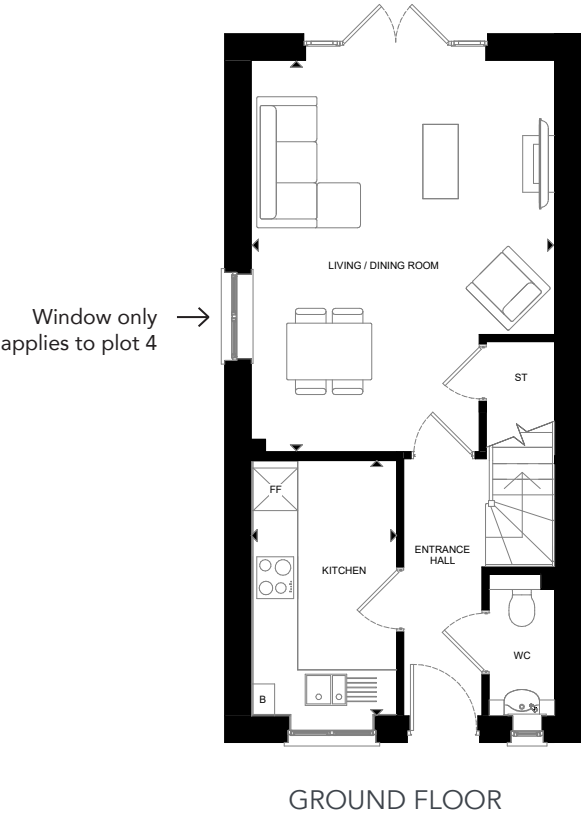 LIVING / DINING ROOM
Window only
applies to plot 4
ST
FF
ENTRANCE
HALL
KITCHEN
WC
B
GROUND FLOOR